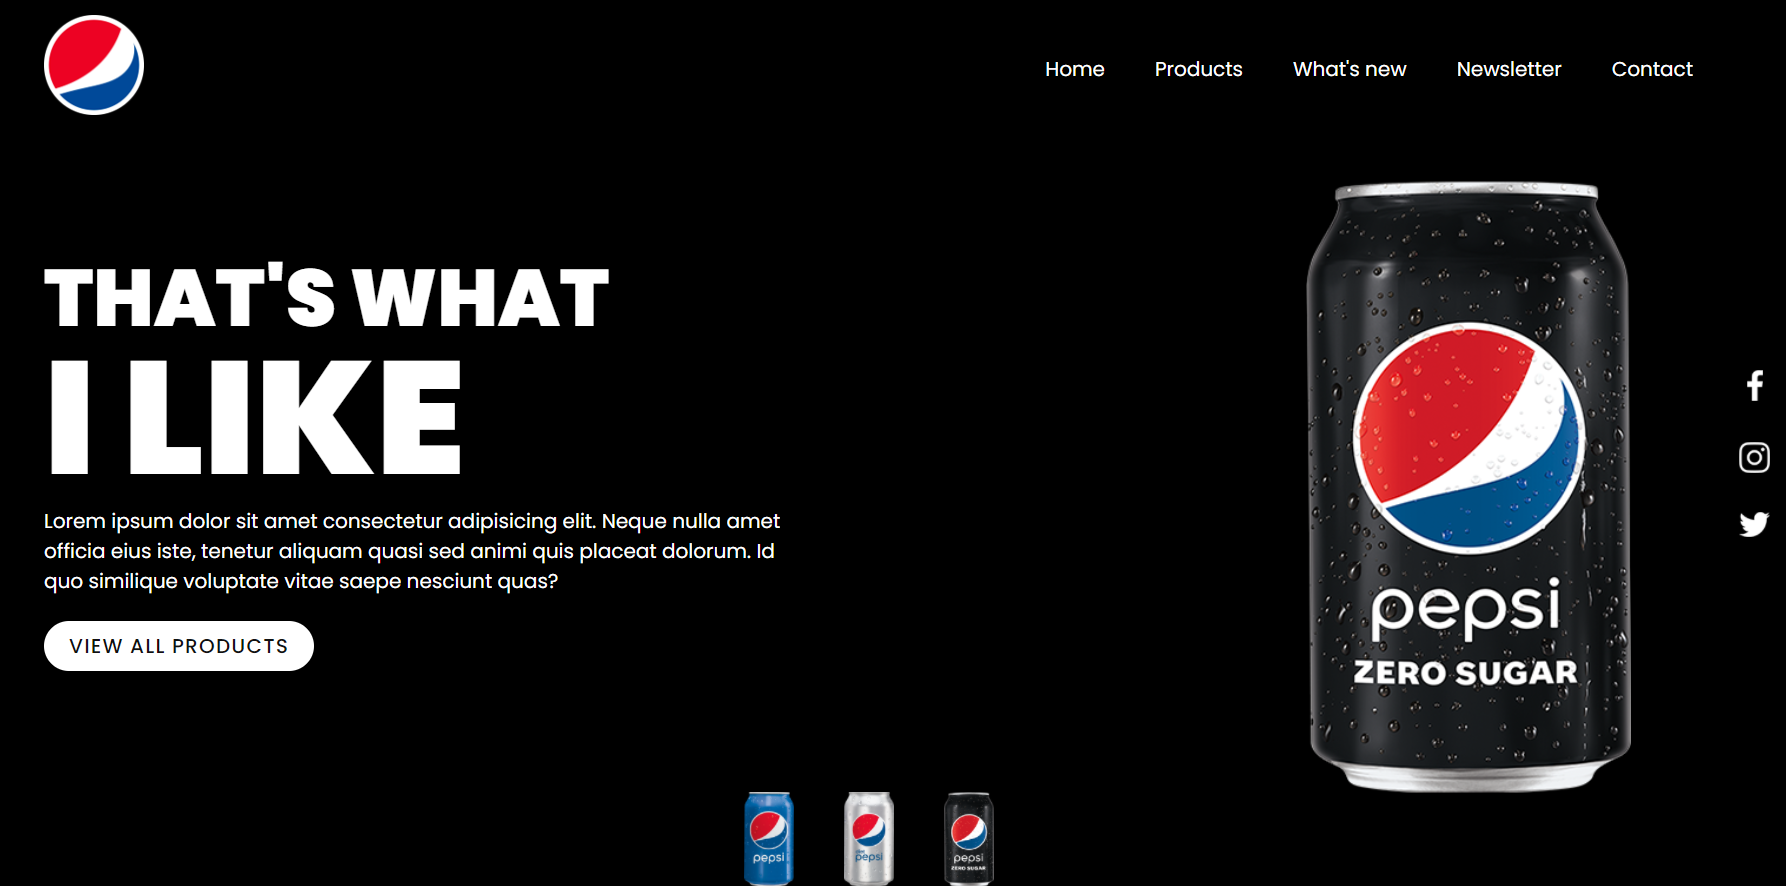 Home Products What's new Newsletter Contact
THAT'S WHAT
I LIKE
Lorem ipsum dolor sit amet consectetur adipisicing elit. Neque nulla amet
officia eius iste, tenetur aliquam quasi sed animi quis placeat dolorum. Id
quo similique voluptate vitae saepe nesciunt quas?
VIEW ALL PRODUCTS
pepsi
ZERO SUGAR
pepsi
pepsi
pepsi
ZERO SUGAR